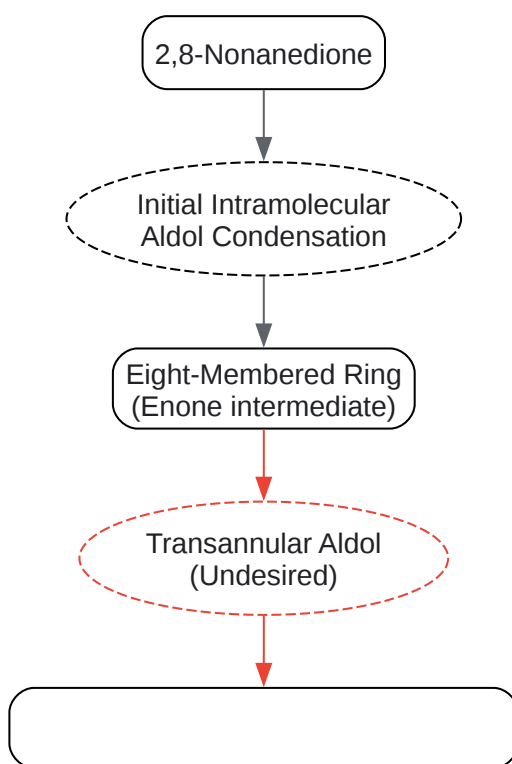 2,8-Nonanedione
Initial Intramolecular
Aldol Condensation
Eight-Membered Ring
(Enone intermediate)
Transannular Aldol
(Undesired)